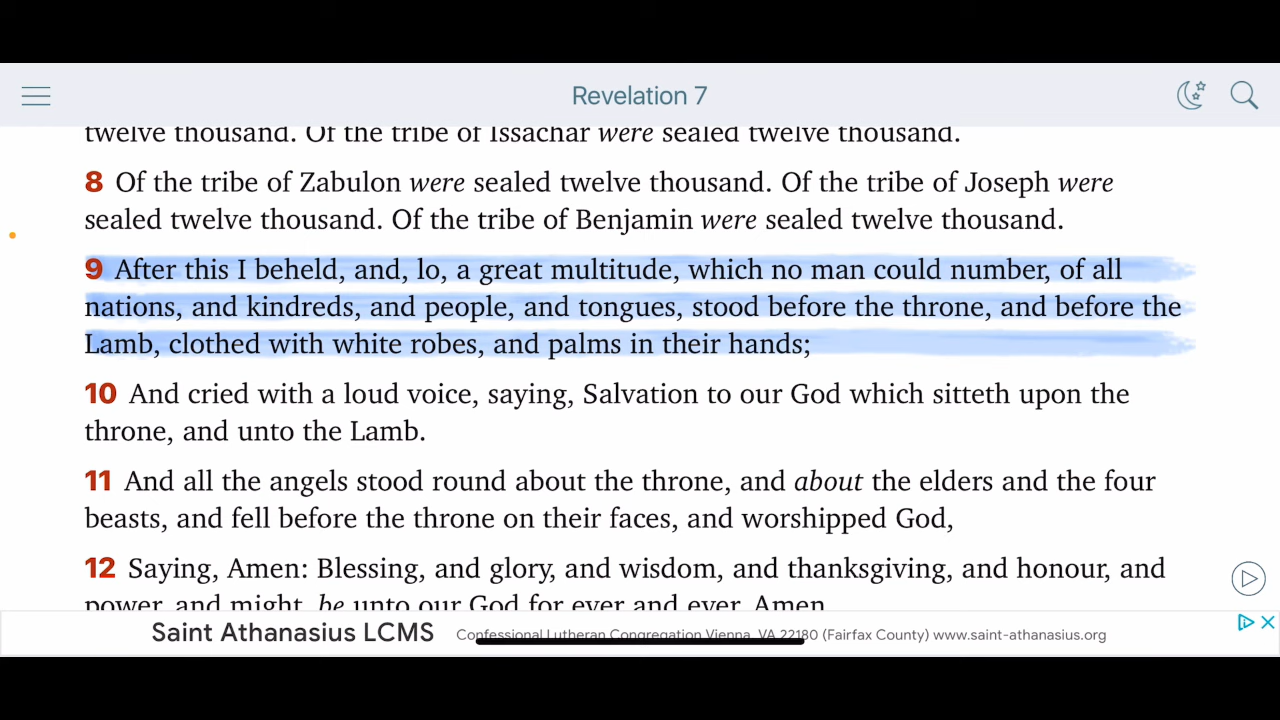 Revelation 7
twelve thousand. Of the tribe of Issachar were sealed twelve thousand.
8 Of the tribe of Zabulon were sealed twelve thousand. Of the tribe of Joseph were
sealed twelve thousand. Of the tribe of Benjamin were sealed twelve thousand.
9 After this I beheld, and, lo, a great multitude, which no man could number, of all
nations, and kindreds, and people, and tongues, stood before the throne, and before the
Lamb, clothed with white robes, and palms in their hands;
10 And cried with a loud voice, saying, Salvation to our God which sitteth upon the
throne, and unto the Lamb.
11 And all the angels stood round about the throne, and about the elders and the four
beasts, and fell before the throne on their faces, and worshipped God,
12 Saying, Amen: Blessing, and glory, and wisdom, and thanksgiving, and honour, and
power, and might, be unto our God for ever and ever. Amen
Saint Athanasius LCMS Confessional Lutheran Congregation Vienna, VA 22180 (Fairfax County) www.saint-athanasius.org